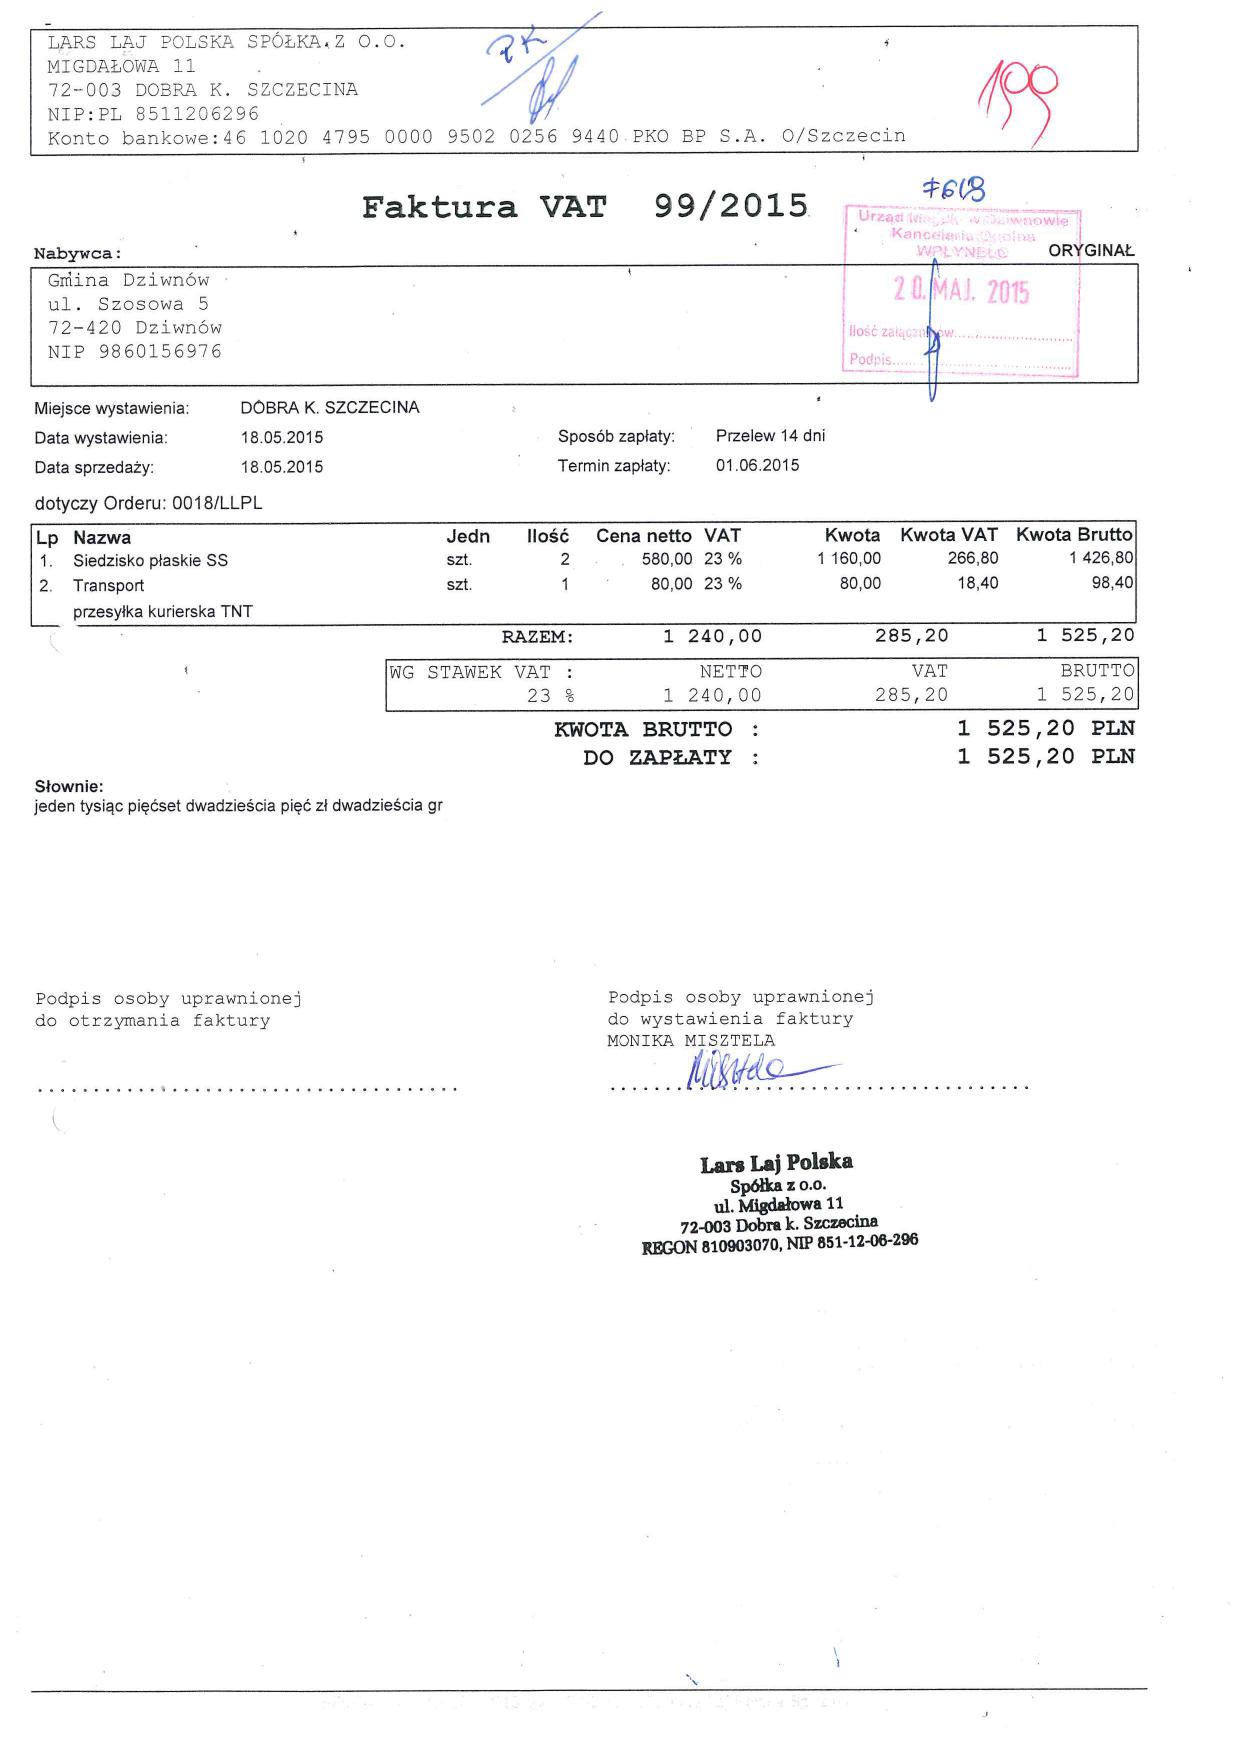 LARS LAJ POLSKA SPÓŁKA Z O.O.
MIGDAŁOWA 11
72-003 DOBRA K. SZCZECINA
NIP:PL 8511206296
Konto bankowe:46 1020 4795 0000 9502 0256 9440 PKO BP S.A. O/Szczecin
199
7618
Faktura VAT 99/2015
Urząd w Dziwnowie
Kancelaria Ogólna
WPŁYNĘŁO
20. MAJ. 2015
Ilość załączników
Podpis
ORYGINAŁ
Nabywca:
Gmina Dziwnów
ul. Szosowa 5
72-420 Dziwnów
NIP 9860156976
Miejsce wystawienia: DOBRA K. SZCZECINA
Data wystawienia: 18.05.2015 Sposób zapłaty: Przelew 14 dni
Data sprzedaży: 18.05.2015 Termin zapłaty: 01.06.2015
dotyczy Orderu: 0018/LLPL
Lp Nazwa Jedn Ilość Cena netto VAT Kwota Kwota VAT Kwota Brutto
1. Siedzisko płaskie SS szt. 2 580,00 23 % 1 160,00 266,80 1 426,80
2. Transport szt. 1 80,00 23 % 80,00 18,40 98,40
przesyłka kurierska TNT
RAZEM: 1 240,00 285,20 1 525,20
WG STAWEK VAT : NETTO VAT BRUTTO
23 % 1 240,00 285,20 1 525,20
KWOTA BRUTTO : 1 525,20 PLN
DO ZAPŁATY : 1 525,20 PLN
Słownie:
jeden tysiąc pięćset dwadzieścia pięć zł dwadzieścia gr
Podpis osoby uprawnionej
do otrzymania faktury
Podpis osoby uprawnionej
do wystawienia faktury
MONIKA MISZTELA
Lars Laj Polska
Spółka z o.o.
ul. Migdałowa 11
72-003 Dobra k. Szczecina
REGON 810903070, NIP 851-12-06-296